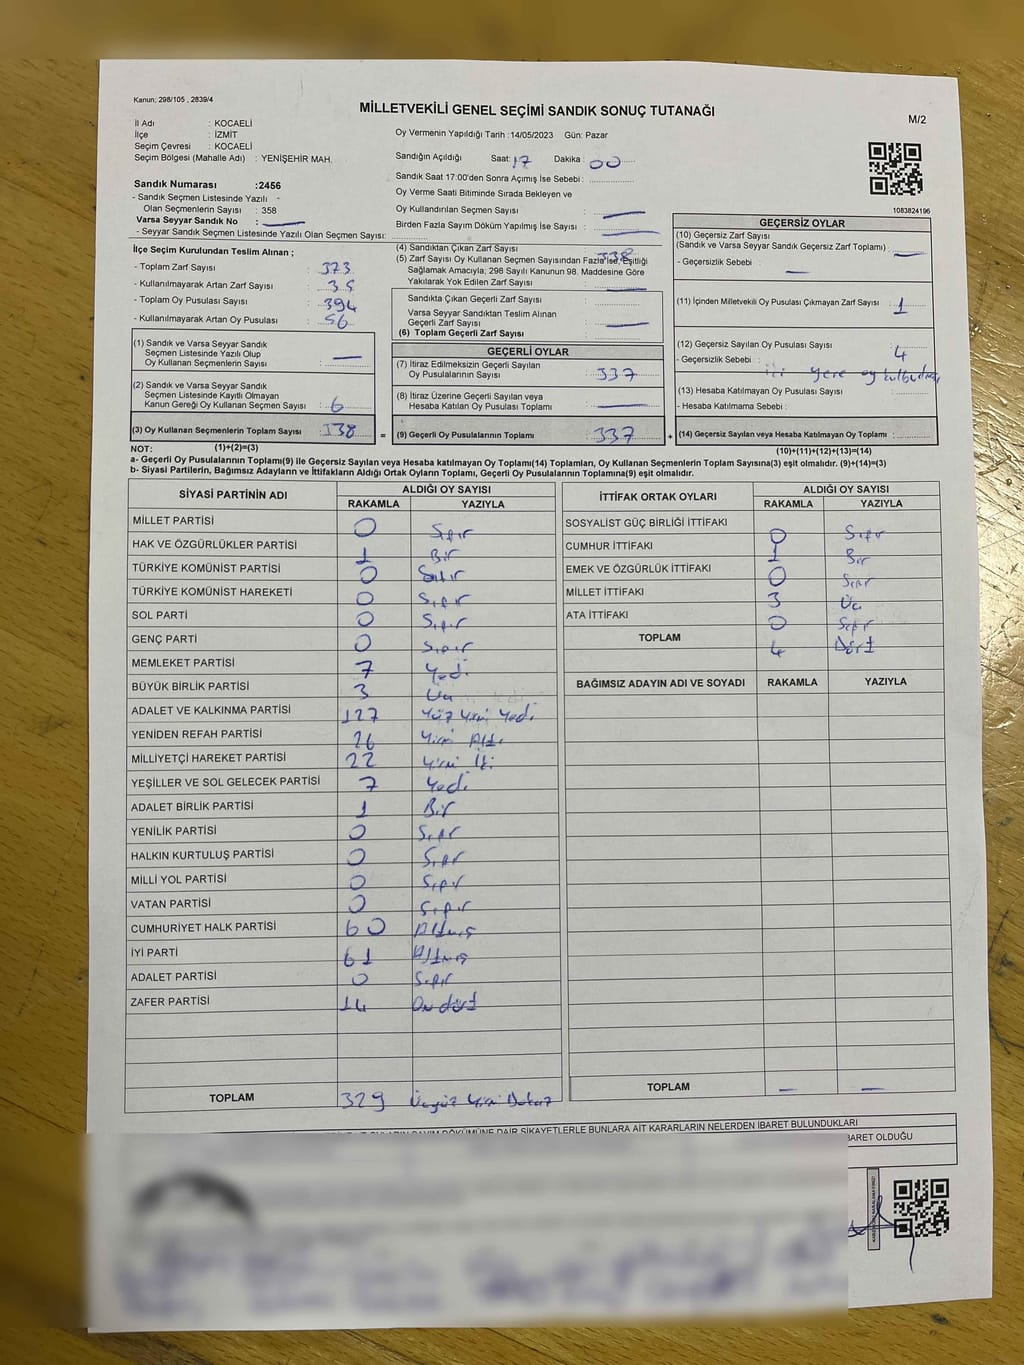 Kanun; 298/105 , 2839/4
MİLLETVEKİLİ GENEL SEÇİMİ SANDIK SONUÇ TUTANAĞI
M/2
İl Adı : KOCAELİ
İlçe : İZMİT
Seçim Çevresi : KOCAELİ
Seçim Bölgesi (Mahalle Adı) : YENİŞEHİR MAH.
Oy Vermenin Yapıldığı Tarih :14/05/2023 Gün: Pazar
Sandığın Açıldığı Saat: 17 Dakika : 00
Sandık Saat 17:00'den Sonra Açımış İse Sebebi :
Oy Verme Saati Bitiminde Sırada Bekleyen ve
Oy Kullandırılan Seçmen Sayısı : —
Birden Fazla Sayım Döküm Yapılmış İse Sayısı : —
1083824196
Sandık Numarası :2456
- Sandık Seçmen Listesinde Yazılı -
Olan Seçmenlerin Sayısı : 358
Varsa Seyyar Sandık No : —
- Seyyar Sandık Seçmen Listesinde Yazılı Olan Seçmen Sayısı:
İlçe Seçim Kurulundan Teslim Alınan ;
- Toplam Zarf Sayısı : 373
- Kullanılmayarak Artan Zarf Sayısı : 35
- Toplam Oy Pusulası Sayısı : 394
- Kullanılmayarak Artan Oy Pusulası : 56
(1) Sandık ve Varsa Seyyar Sandık
Seçmen Listesinde Yazılı Olup
Oy Kullanan Seçmenlerin Sayısı : —
(2) Sandık ve Varsa Seyyar Sandık
Seçmen Listesinde Kayıtlı Olmayan
Kanun Gereği Oy Kullanan Seçmen Sayısı : 6
(3) Oy Kullanan Seçmenlerin Toplam Sayısı : 338
(1)+(2)=(3)
(4) Sandıktan Çıkan Zarf Sayısı : 338
(5) Zarf Sayısı Oy Kullanan Seçmen Sayısından Fazla İse, Eşitliği
Sağlamak Amacıyla; 298 Sayılı Kanunun 98. Maddesine Göre
Yakılarak Yok Edilen Zarf Sayısı : —
Sandıkta Çıkan Geçerli Zarf Sayısı :
Varsa Seyyar Sandıktan Teslim Alınan
Geçerli Zarf Sayısı : —
(6) Toplam Geçerli Zarf Sayısı
GEÇERLİ OYLAR
(7) İtiraz Edilmeksizin Geçerli Sayılan
Oy Pusulalarının Sayısı : 337
(8) İtiraz Üzerine Geçerli Sayılan veya
Hesaba Katılan Oy Pusulası Toplamı : —
= (9) Geçerli Oy Pusulalarının Toplamı : 337
GEÇERSİZ OYLAR
(10) Geçersiz Zarf Sayısı
(Sandık ve Varsa Seyyar Sandık Geçersiz Zarf Toplamı) : —
- Geçersizlik Sebebi : —
(11) İçinden Milletvekili Oy Pusulası Çıkmayan Zarf Sayısı : 1
(12) Geçersiz Sayılan Oy Pusulası Sayısı : 4
- Geçersizlik Sebebi : iki yere oy
(13) Hesaba Katılmayan Oy Pusulası Sayısı :
- Hesaba Katılmama Sebebi :
+ (14) Geçersiz Sayılan veya Hesaba Katılmayan Oy Toplamı :
(10)+(11)+(12)+(13)=(14)
NOT:
a- Geçerli Oy Pusulalarının Toplamı(9) ile Geçersiz Sayılan veya Hesaba katılmayan Oy Toplamı(14) Toplamları, Oy Kullanan Seçmenlerin Toplam Sayısına(3) eşit olmalıdır. (9)+(14)=(3)
b- Siyasi Partilerin, Bağımsız Adayların ve İttifakların Aldığı Ortak Oyların Toplamı, Geçerli Oy Pusulalarının Toplamına(9) eşit olmalıdır.
SİYASİ PARTİNİN ADI ALDIĞI OY SAYISI
RAKAMLA YAZIYLA
MİLLET PARTİSİ 0 Sıfır
HAK VE ÖZGÜRLÜKLER PARTİSİ 1 Bir
TÜRKİYE KOMÜNİST PARTİSİ 0 Sıfır
TÜRKİYE KOMÜNİST HAREKETİ 0 Sıfır
SOL PARTİ 0 Sıfır
GENÇ PARTİ 0 Sıfır
MEMLEKET PARTİSİ 7 Yedi
BÜYÜK BİRLİK PARTİSİ 3 Üç
ADALET VE KALKINMA PARTİSİ 127 Yüz Yirmi Yedi
YENİDEN REFAH PARTİSİ 26 Yirmi Altı
MİLLİYETÇİ HAREKET PARTİSİ 22 Yirmi İki
YEŞİLLER VE SOL GELECEK PARTİSİ 7 Yedi
ADALET BİRLİK PARTİSİ 1 Bir
YENİLİK PARTİSİ 0 Sıfır
HALKIN KURTULUŞ PARTİSİ 0 Sıfır
MİLLİ YOL PARTİSİ 0 Sıfır
VATAN PARTİSİ 0 Sıfır
CUMHURİYET HALK PARTİSİ 60 Altmış
İYİ PARTİ 61 Altmış
ADALET PARTİSİ 0 Sıfır
ZAFER PARTİSİ 14 On dört
TOPLAM 329 Üçyüz Yirmi Dokuz
İTTİFAK ORTAK OYLARI ALDIĞI OY SAYISI
RAKAMLA YAZIYLA
SOSYALİST GÜÇ BİRLİĞİ İTTİFAKI 0 Sıfır
CUMHUR İTTİFAKI 1 Bir
EMEK VE ÖZGÜRLÜK İTTİFAKI 0 Sıfır
MİLLET İTTİFAKI 3 Üç
ATA İTTİFAKI 0 Sıfır
TOPLAM 4 Dört
BAĞIMSIZ ADAYIN ADI VE SOYADI RAKAMLA YAZIYLA
TOPLAM — —
SAYIM DÖKÜMÜNE DAİR ŞİKAYETLERLE BUNLARA AİT KARARLARIN NELERDEN İBARET BULUNDUKLARI
BARET OLDUĞU